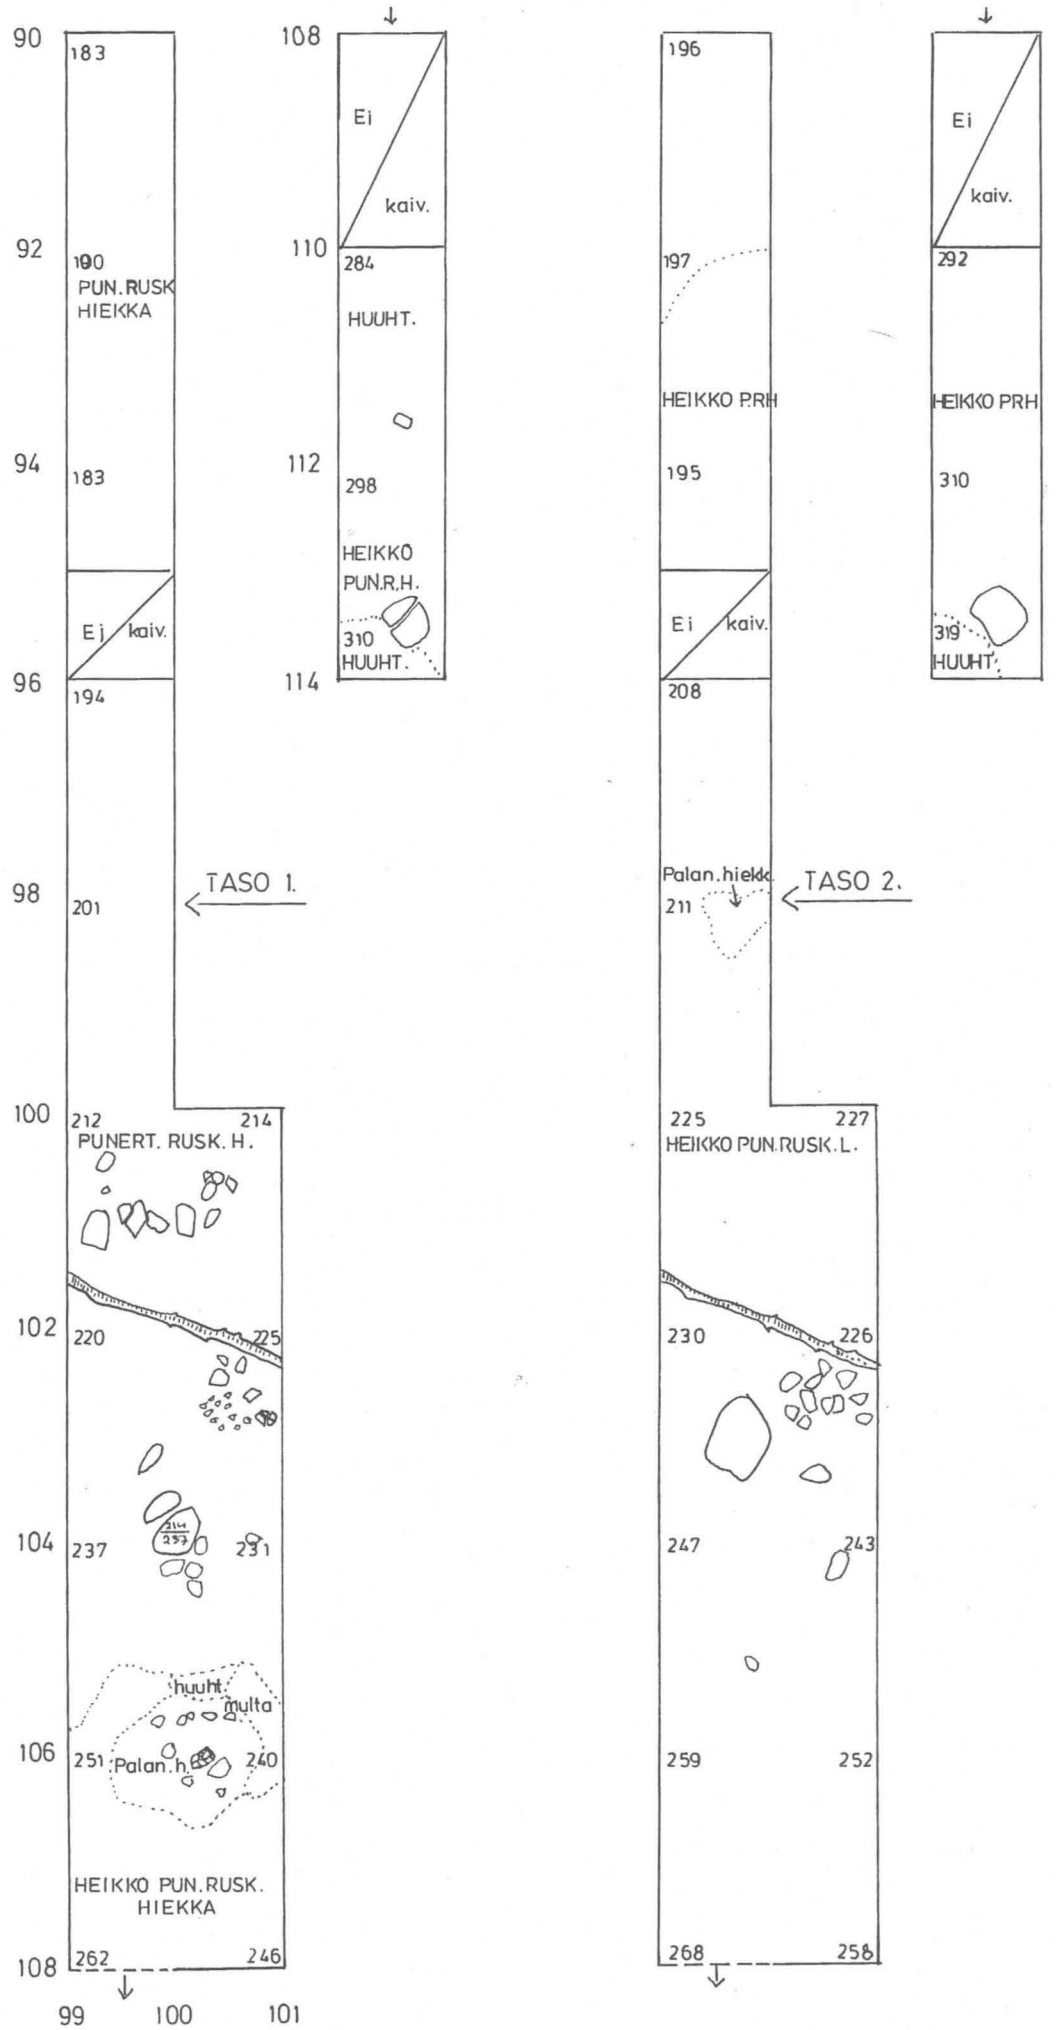 90
183
92
190
PUN. RUSK
HIEKKA
94
183
Ei kaiv.
96
194
98
201
TASO 1.
100
212 214
PUNERT. RUSK. H.
102
220 225
214
237
104
237 231
huuht.
multa
106
251 Palan. h. 240
HEIKKO PUN. RUSK.
HIEKKA
108
262 246
99 100 101
108
Ei
kaiv.
110
284
HUUHT.
112
298
HEIKKO
PUN.R.H.
310
HUUHT.
114
196
197
HEIKKO P.RH
195
Ei kaiv.
208
Palan. hiekk.
211
TASO 2.
225 227
HEIKKO PUN. RUSK. L.
230 226
247 243
259 252
268 258
Ei
kaiv.
292
HEIKKO PRH
310
319
HUUHT